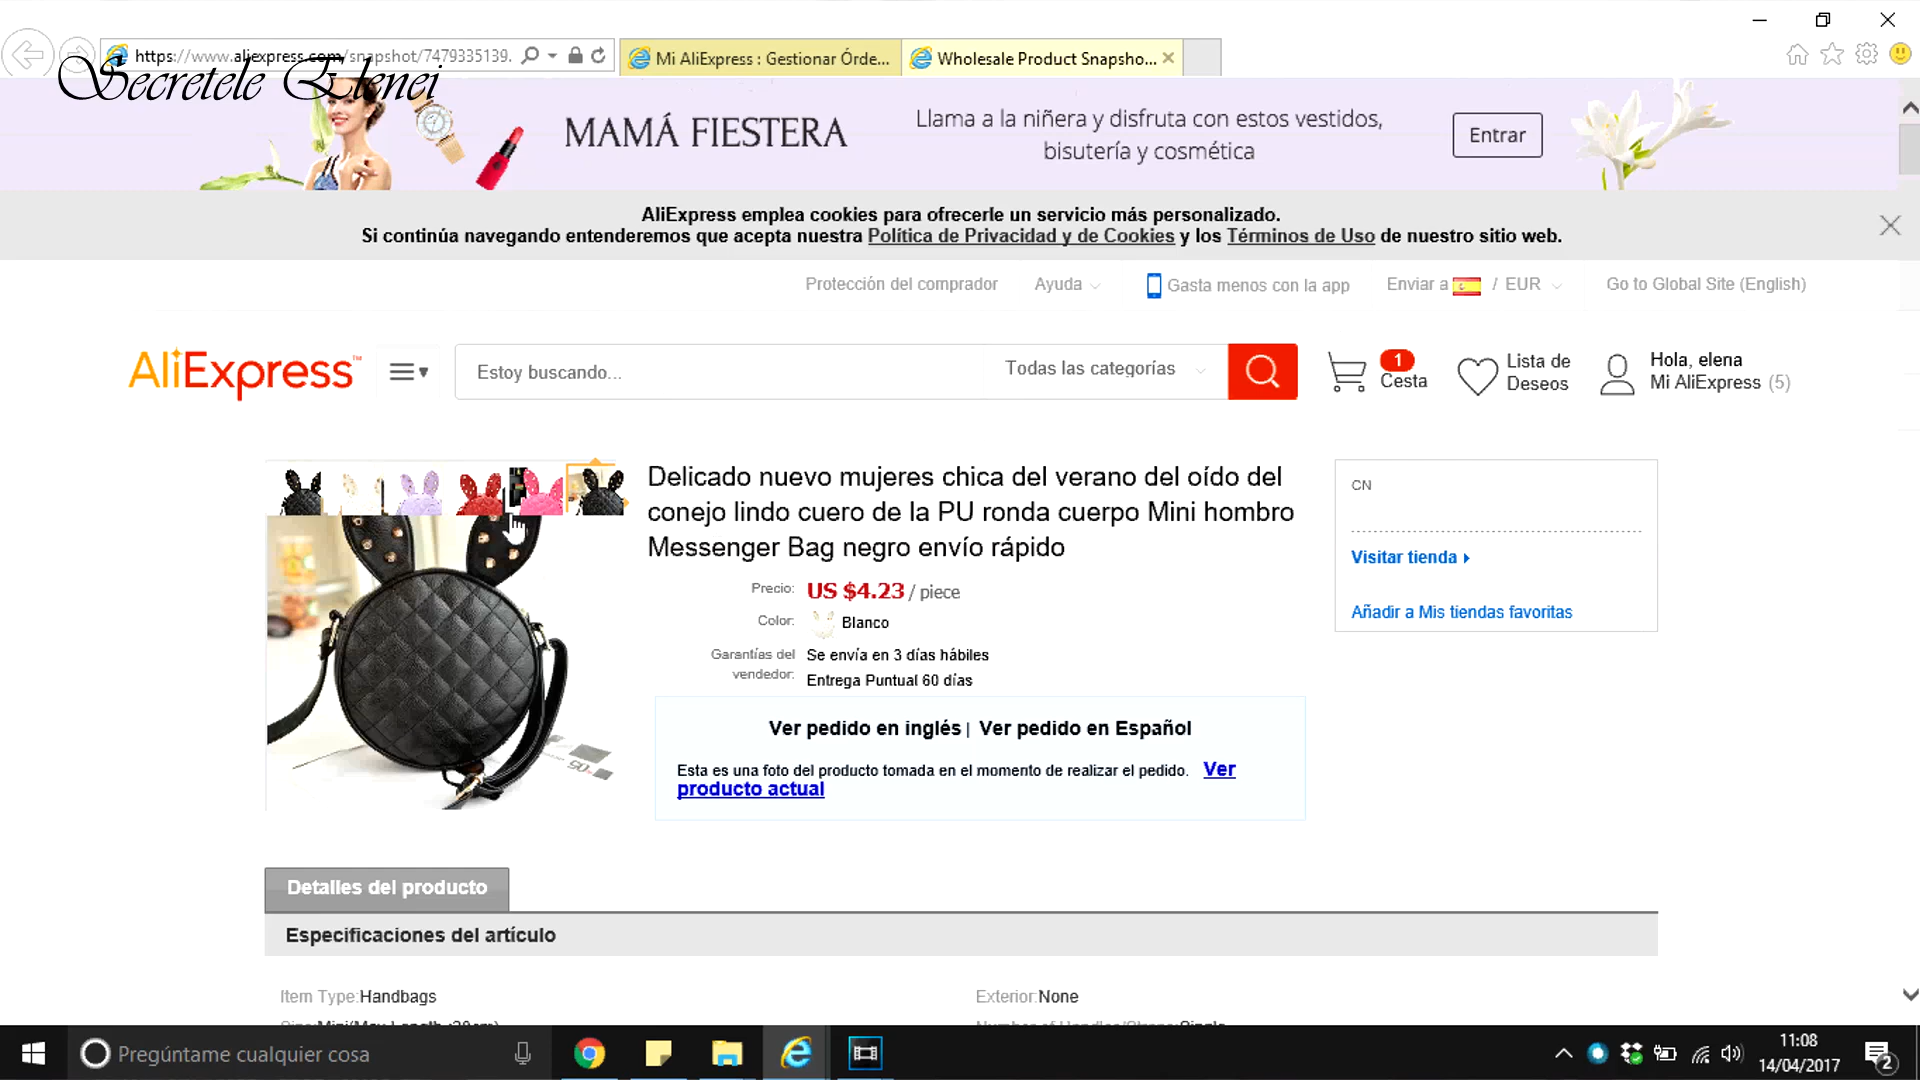 https://www.aliexpress.com/snapshot/7479335139.
Mi AliExpress : Gestionar Órde...
Wholesale Product Snapsho...
Secretele Elenei
MAMÁ FIESTERA
Llama a la niñera y disfruta con estos vestidos,
bisutería y cosmética
Entrar
AliExpress emplea cookies para ofrecerle un servicio más personalizado.
Si continúa navegando entenderemos que acepta nuestra Política de Privacidad y de Cookies y los Términos de Uso de nuestro sitio web.
Protección del comprador
Ayuda
Gasta menos con la app
Enviar a / EUR
Go to Global Site (English)
AliExpress™
Estoy buscando...
Todas las categorías
1
Cesta
Lista de
Deseos
Hola, elena
Mi AliExpress (5)
Delicado nuevo mujeres chica del verano del oído del
conejo lindo cuero de la PU ronda cuerpo Mini hombro
Messenger Bag negro envío rápido
Precio: US $4.23 / piece
Color: Blanco
Garantías del
vendedor:
Se envía en 3 días hábiles
Entrega Puntual 60 días
CN
Visitar tienda
Añadir a Mis tiendas favoritas
Ver pedido en inglés | Ver pedido en Español
Esta es una foto del producto tomada en el momento de realizar el pedido. Ver
producto actual
Detalles del producto
Especificaciones del artículo
Item Type:Handbags
Exterior:None
Pregúntame cualquier cosa
11:08
14/04/2017
2